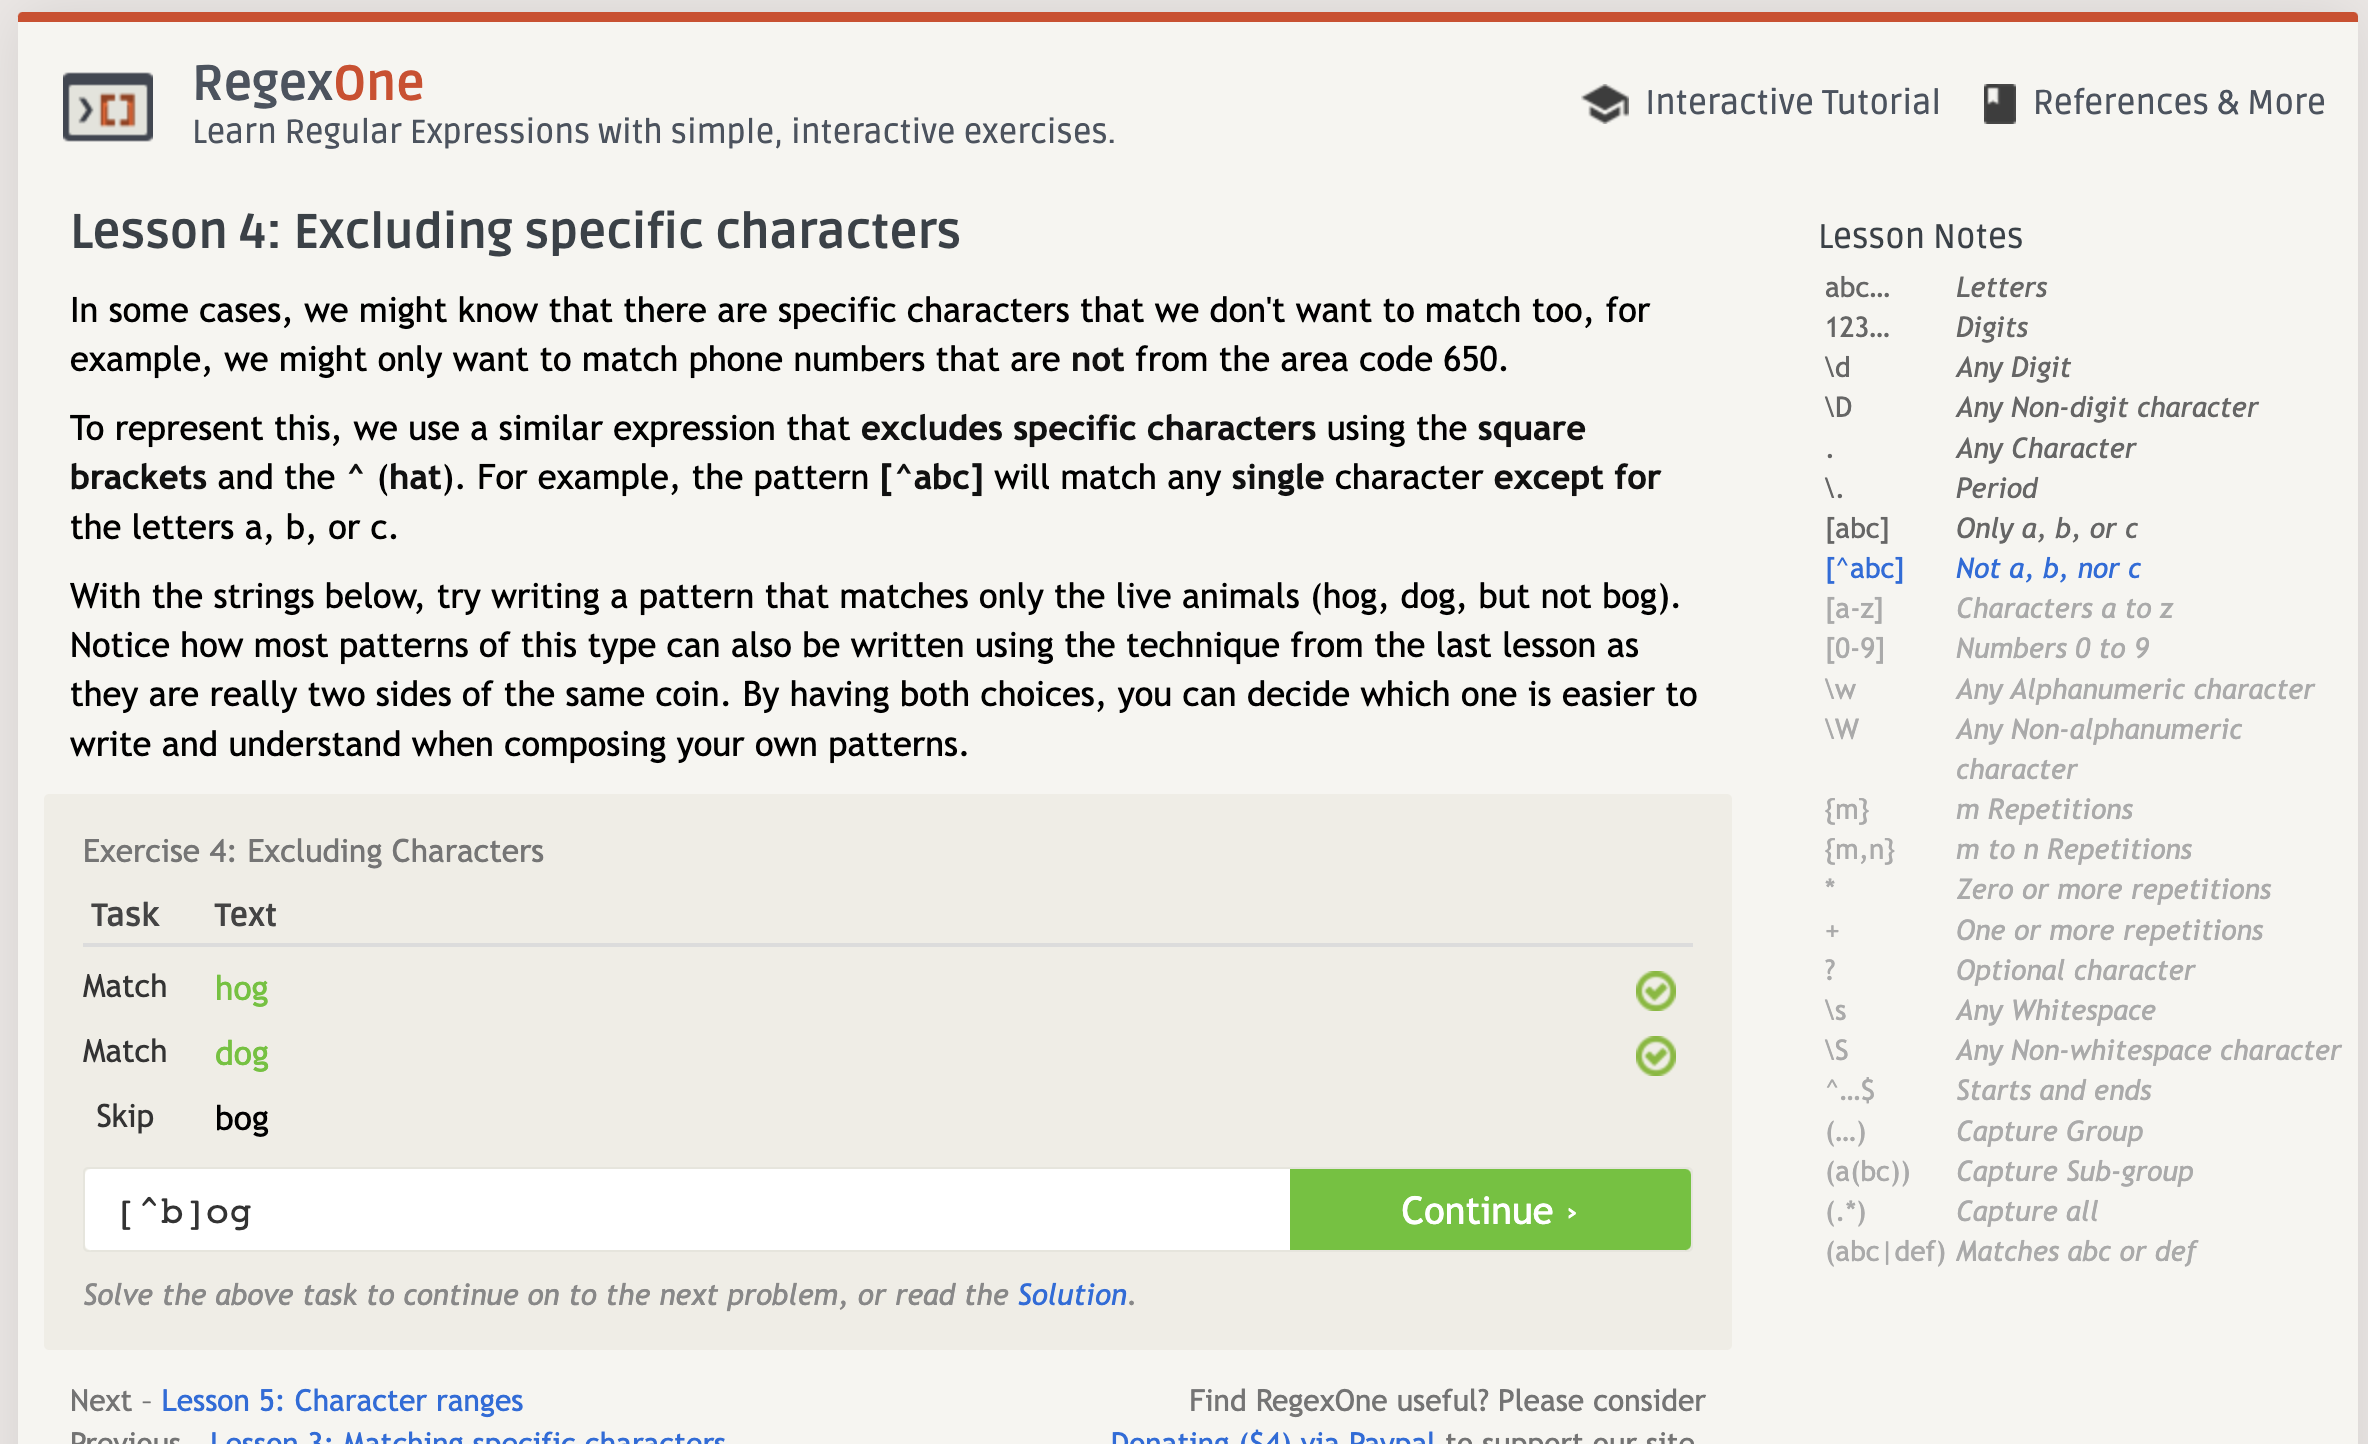 RegexOne
Learn Regular Expressions with simple, interactive exercises.
Interactive Tutorial
References & More
Lesson 4: Excluding specific characters
In some cases, we might know that there are specific characters that we don't want to match too, for
example, we might only want to match phone numbers that are not from the area code 650.
To represent this, we use a similar expression that excludes specific characters using the square
brackets and the ^ (hat). For example, the pattern [^abc] will match any single character except for
the letters a, b, or c.
With the strings below, try writing a pattern that matches only the live animals (hog, dog, but not bog).
Notice how most patterns of this type can also be written using the technique from the last lesson as
they are really two sides of the same coin. By having both choices, you can decide which one is easier to
write and understand when composing your own patterns.
Exercise 4: Excluding Characters
Task Text
Match hog
Match dog
Skip bog
[^b]og
Continue ›
Solve the above task to continue on to the next problem, or read the Solution.
Next – Lesson 5: Character ranges
Previous – Lesson 3: Matching specific characters
Find RegexOne useful? Please consider
Donating ($4) via Paypal to support our site.
Lesson Notes
abc… Letters
123… Digits
\d Any Digit
\D Any Non-digit character
. Any Character
\. Period
[abc] Only a, b, or c
[^abc] Not a, b, nor c
[a-z] Characters a to z
[0-9] Numbers 0 to 9
\w Any Alphanumeric character
\W Any Non-alphanumeric
character
{m} m Repetitions
{m,n} m to n Repetitions
* Zero or more repetitions
+ One or more repetitions
? Optional character
\s Any Whitespace
\S Any Non-whitespace character
^…$ Starts and ends
(…) Capture Group
(a(bc)) Capture Sub-group
(.*) Capture all
(abc|def) Matches abc or def